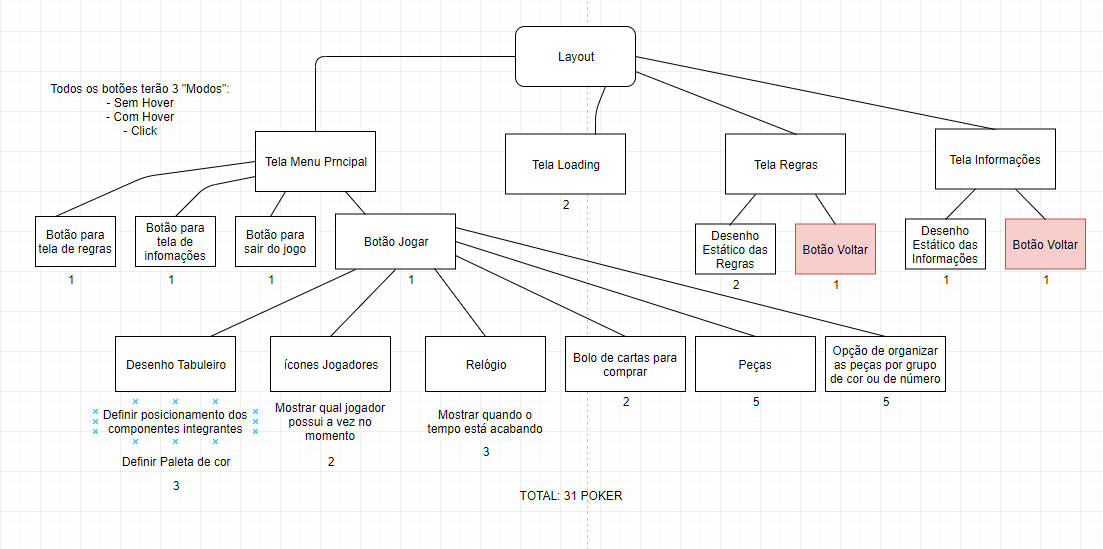 Layout
Todos os botões terão 3 "Modos":
- Sem Hover
- Com Hover
- Click
Tela Menu Prncipal
Tela Loading
2
Tela Regras
Tela Informações
Botão para
tela de regras
1
Botão para
tela de
infomações
1
Botão para
sair do jogo
1
Botão Jogar
1
Desenho
Estático das
Regras
2
Botão Voltar
1
Desenho
Estático das
Informações
1
Botão Voltar
1
Desenho Tabuleiro
Definir posicionamento dos
componentes integrantes
Definir Paleta de cor
3
ícones Jogadores
Mostrar qual jogador
possui a vez no
momento
2
Relógio
Mostrar quando o
tempo está acabando
3
Bolo de cartas para
comprar
2
Peças
5
Opção de organizar
as peças por grupo
de cor ou de número
5
TOTAL: 31 POKER